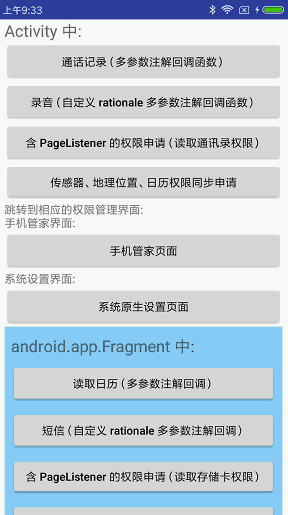 上午9:33
Activity 中:
通话记录（多参数注解回调函数）
录音（自定义 rationale 多参数注解回调函数）
含 PageListener 的权限申请（读取通讯录权限）
传感器、地理位置、日历权限同步申请
跳转到相应的权限管理界面:
手机管家界面:
手机管家页面
系统设置界面:
系统原生设置页面
android.app.Fragment 中:
读取日历（多参数注解回调）
短信（自定义 rationale 多参数注解回调）
含 PageListener 的权限申请（读取存储卡权限）